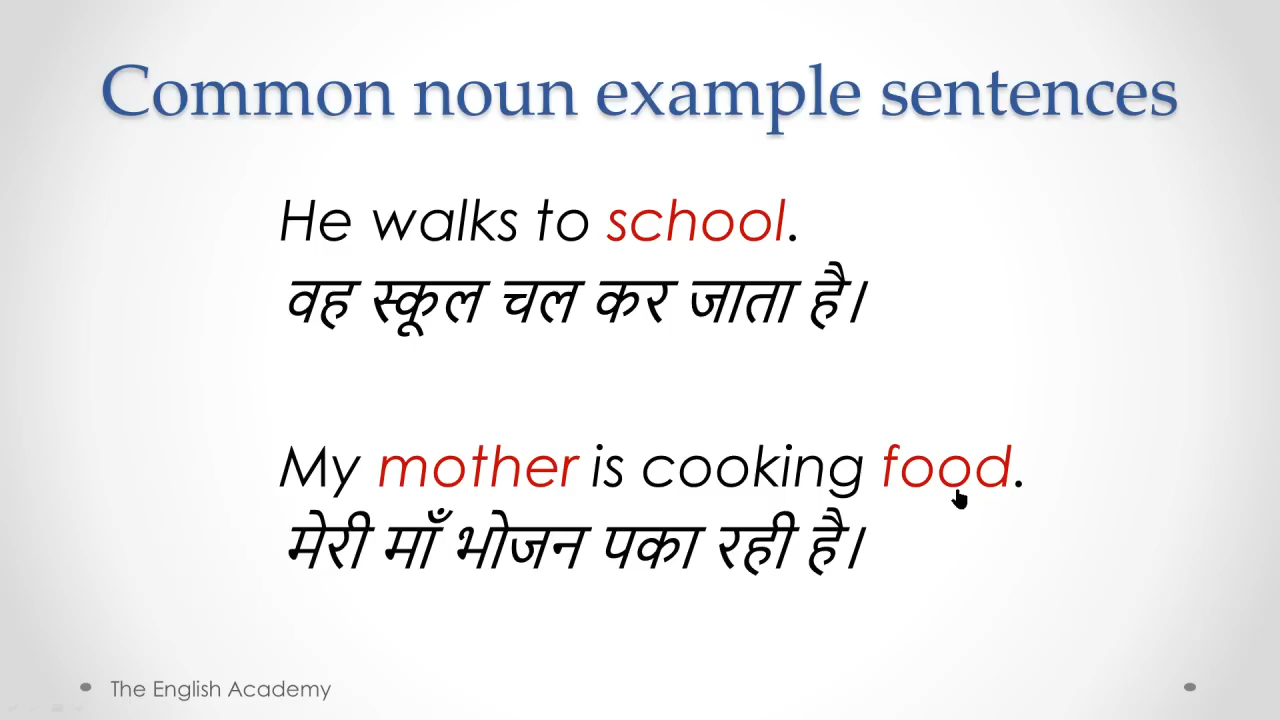 Common noun example sentences
He walks to school.
वह स्कूल चल कर जाता है।
My mother is cooking food.
मेरी माँ भोजन पका रही है।
The English Academy